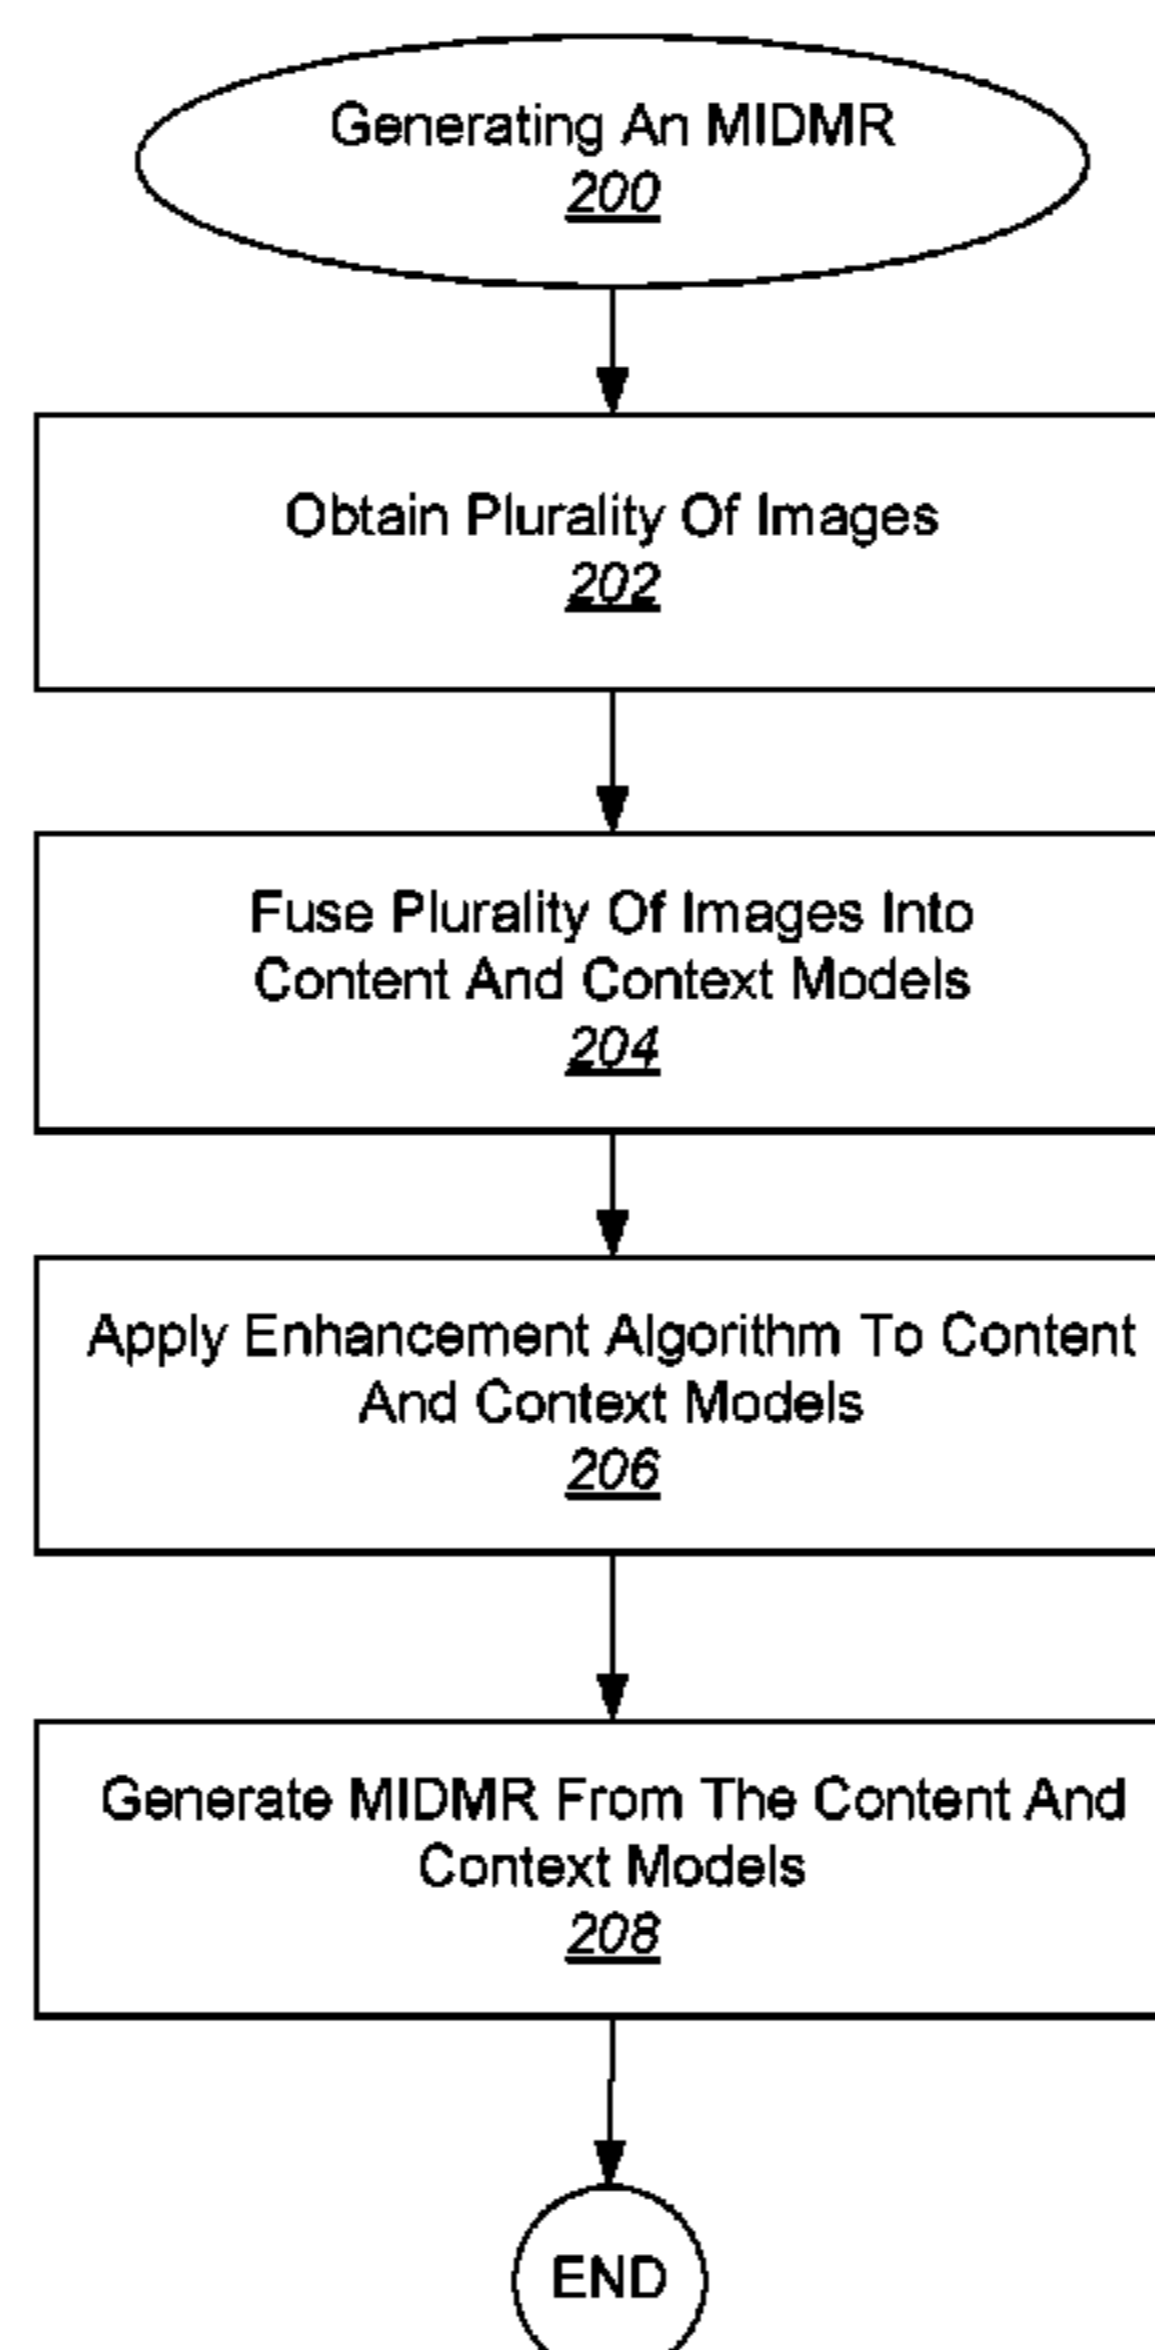 Generating An MIDMR
200
Obtain Plurality Of Images
202
Fuse Plurality Of Images Into
Content And Context Models
204
Apply Enhancement Algorithm To Content
And Context Models
206
Generate MIDMR From The Content And
Context Models
208
END